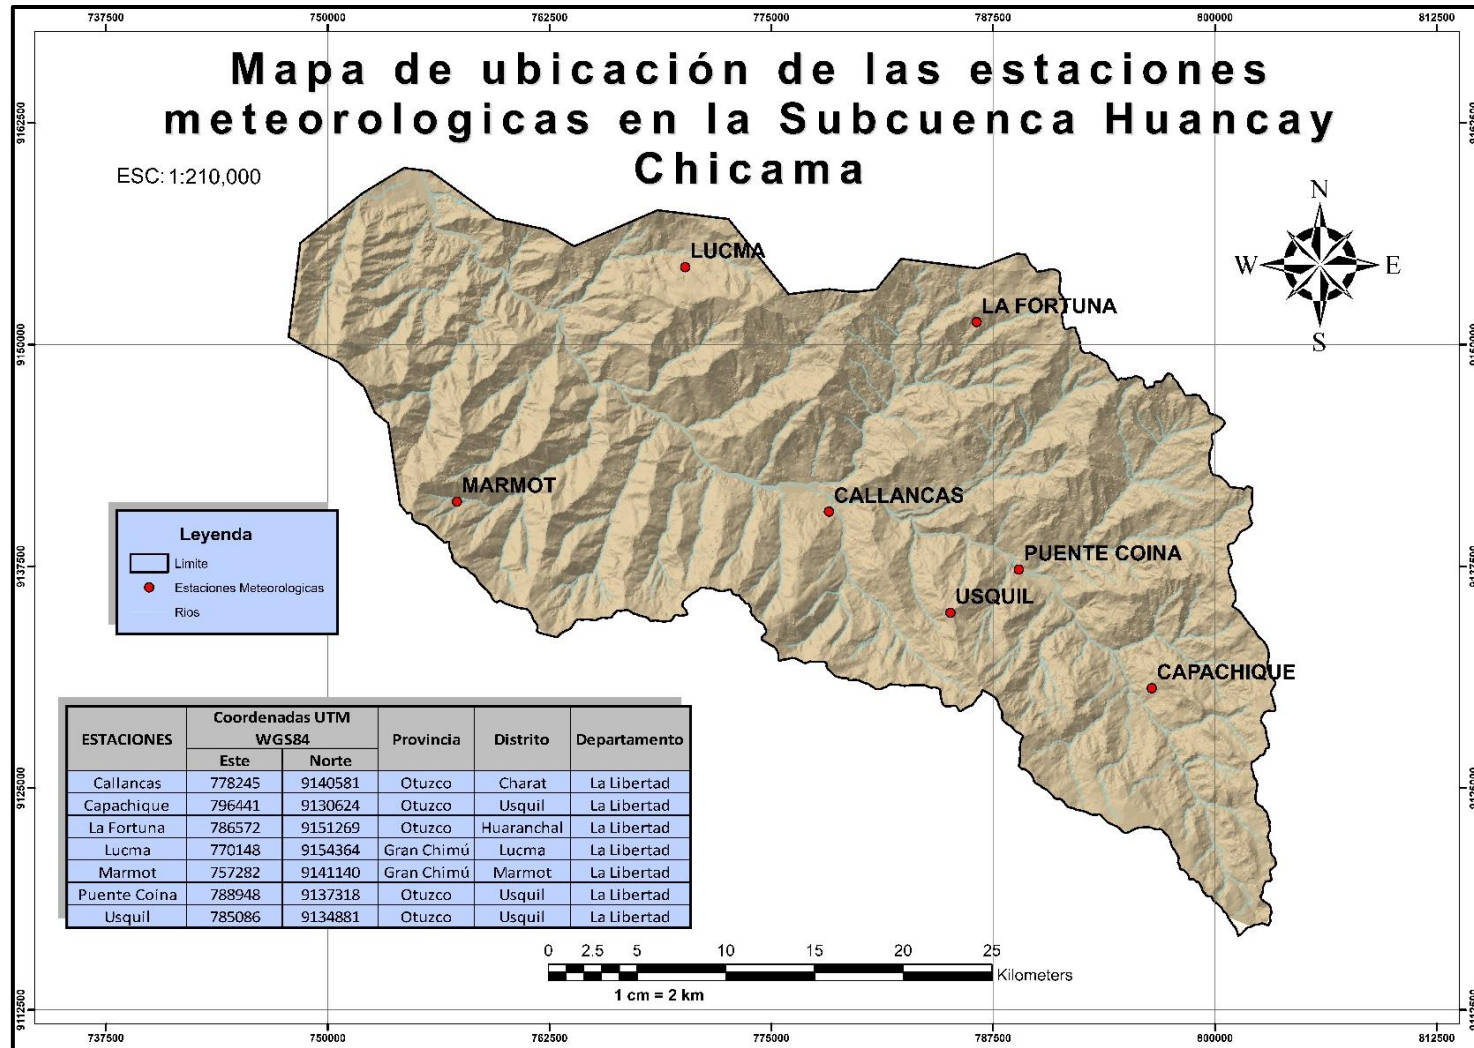 737500 750000 762500 775000 787500 800000 812500
Mapa de ubicación de las estaciones
meteorologicas en la Subcuenca Huancay
Chicama
9162500 9162500
ESC: 1:210,000
N
W E
S
LUCMA
LA FORTUNA
9150000 9150000
MARMOT
CALLANCAS
PUENTE COINA
USQUIL
CAPACHIQUE
9137500 9137500
Leyenda
Limite
Estaciones Meteorologicas
Rios
ESTACIONES Coordenadas UTM WGS84 Provincia Distrito Departamento
Este Norte
Callancas 778245 9140581 Otuzco Charat La Libertad
Capachique 796441 9130624 Otuzco Usquil La Libertad
La Fortuna 786572 9151269 Otuzco Huaranchal La Libertad
Lucma 770148 9154364 Gran Chimú Lucma La Libertad
Marmot 757282 9141140 Gran Chimú Marmot La Libertad
Puente Coina 788948 9137318 Otuzco Usquil La Libertad
Usquil 785086 9134881 Otuzco Usquil La Libertad
9125000 9125000
0 2.5 5 10 15 20 25
Kilometers
1 cm = 2 km
9112500 9112500
737500 750000 762500 775000 787500 800000 812500